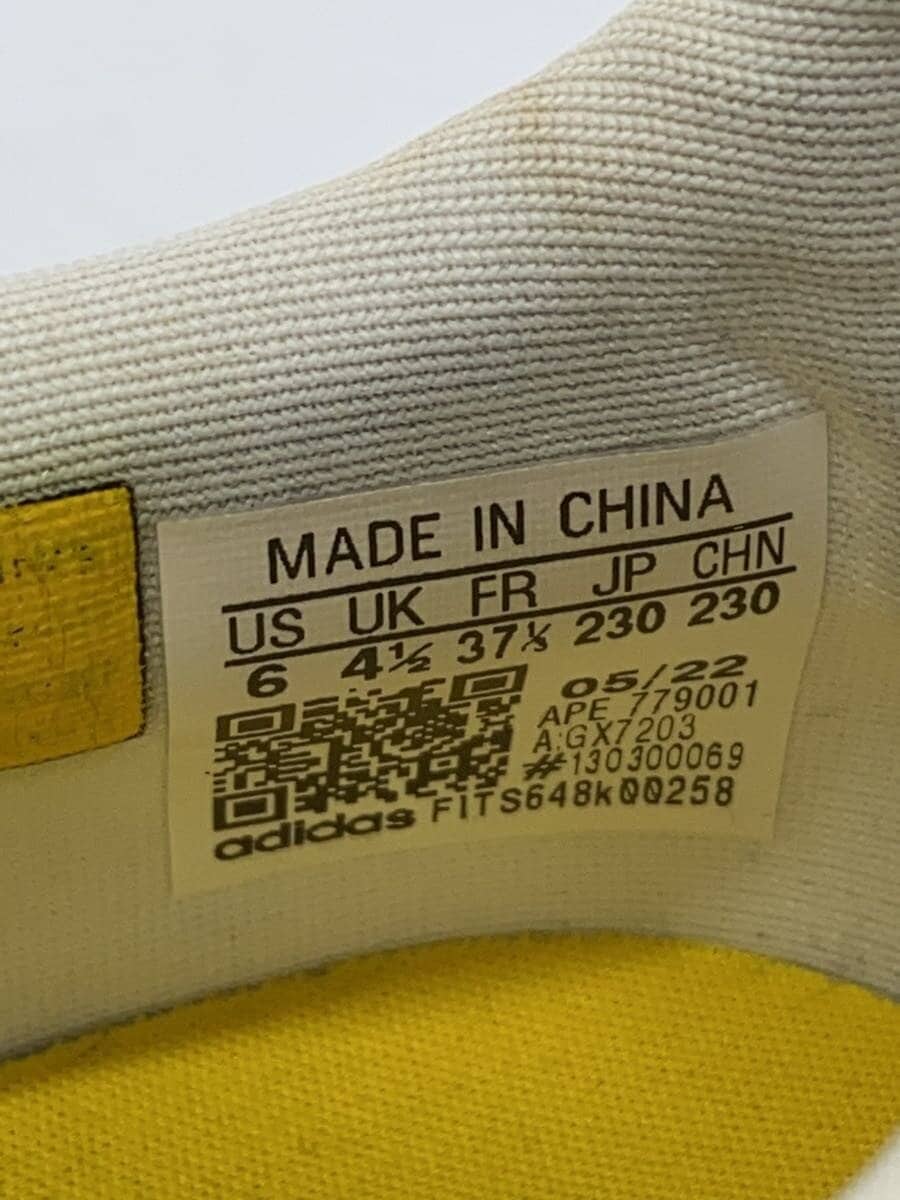 MADE IN CHINA
US UK FR JP CHN
6 4½ 37⅓ 230 230
05/22
APE 779001
A:GX7203
#130300069
adidas FITS648k00258